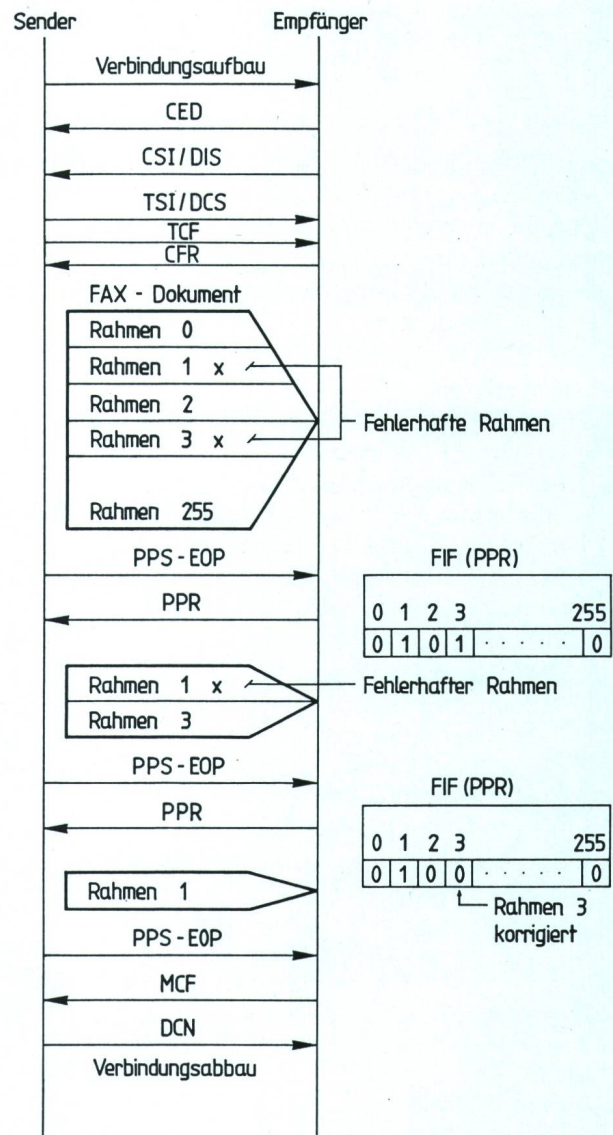 Sender Empfänger
Verbindungsaufbau
CED
CSI/DIS
TSI/DCS
TCF
CFR
FAX - Dokument
Rahmen 0
Rahmen 1 x
Rahmen 2
Rahmen 3 x
Fehlerhafte Rahmen
Rahmen 255
PPS-EOP
FIF (PPR)
PPR
0 1 2 3 255
0 1 0 1 · · · · · 0
Rahmen 1 x
Fehlerhafter Rahmen
Rahmen 3
PPS-EOP
FIF (PPR)
PPR
0 1 2 3 255
0 1 0 0 · · · · · 0
Rahmen 1
Rahmen 3
korrigiert
PPS-EOP
MCF
DCN
Verbindungsabbau